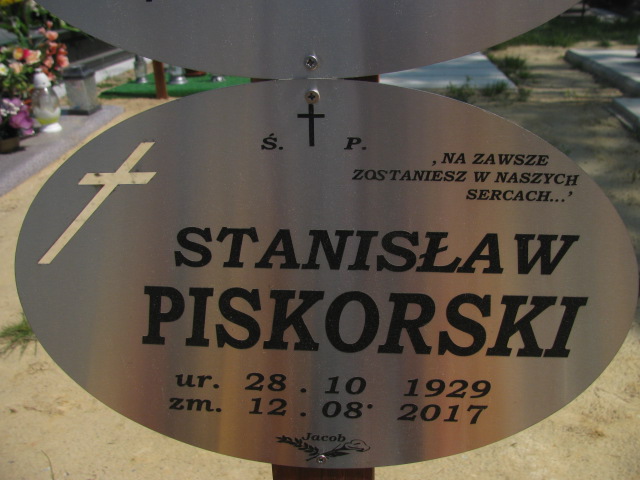 Ś. P.
‚NA ZAWSZE
ZOSTANIESZ W NASZYCH
SERCACH...’
STANISŁAW
PISKORSKI
ur. 28. 10 1929
zm. 12. 08. 2017
Jacob